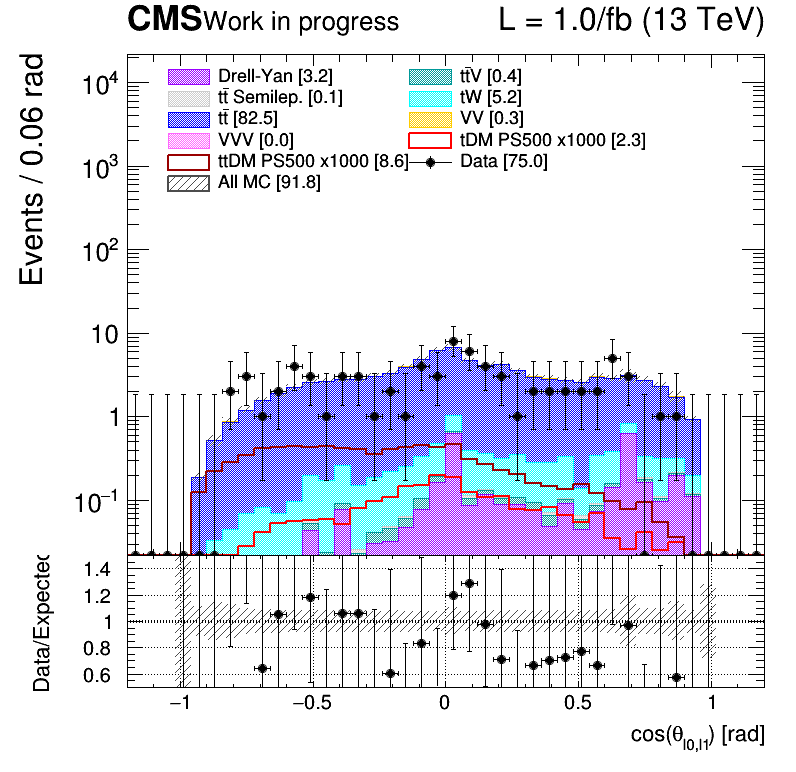 CMS Work in progress L = 1.0/fb (13 TeV)
Events / 0.06 rad
Drell-Yan [3.2] tt̄V [0.4]
tt̄ Semilep. [0.1] tW [5.2]
tt̄ [82.5] VV [0.3]
VVV [0.0] tDM PS500 x1000 [2.3]
ttDM PS500 x1000 [8.6] Data [75.0]
All MC [91.8]
10⁴
10³
10²
10
1
10⁻¹
Data/Expected
1.4
1.2
1
0.8
0.6
−1 −0.5 0 0.5 1
cos(θ_l0,l1) [rad]